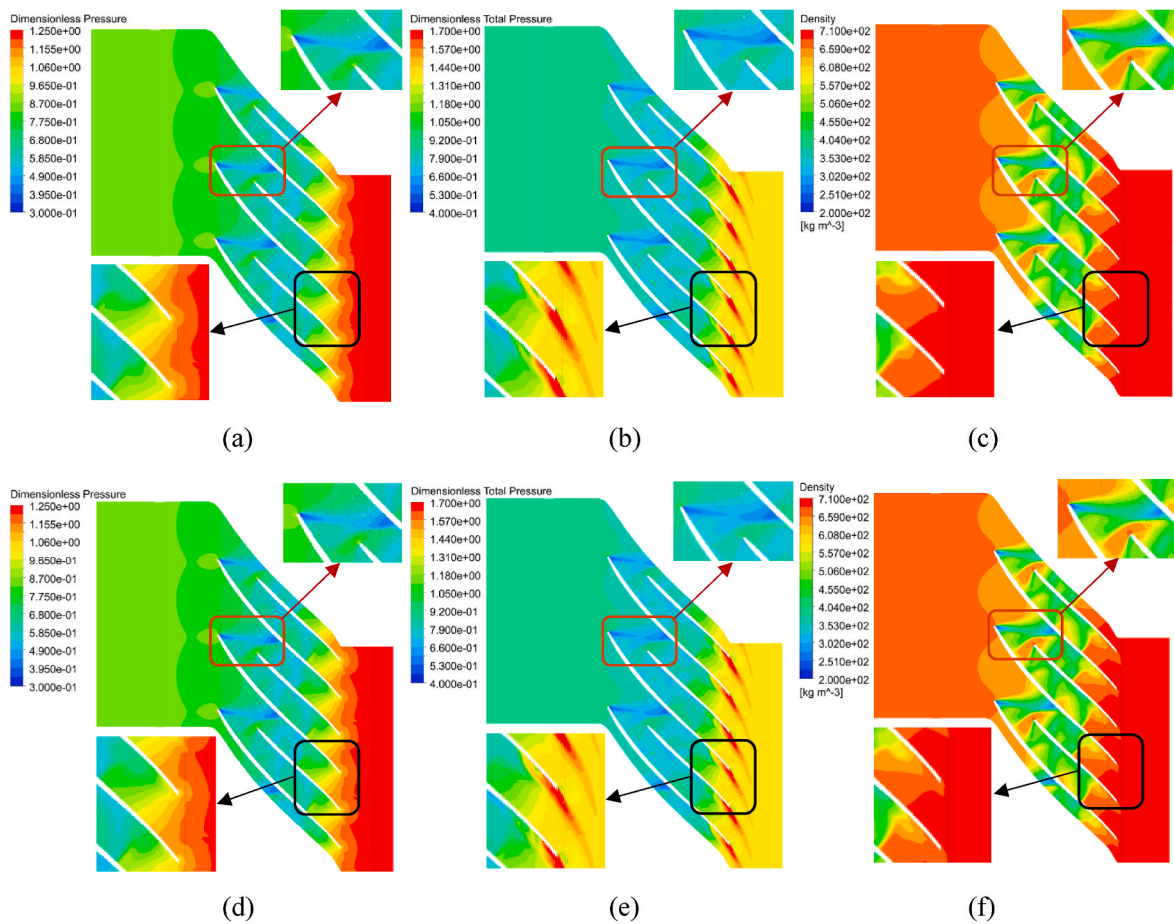 Dimensionless Pressure
1.250e+00
1.155e+00
1.060e+00
9.650e-01
8.700e-01
7.750e-01
6.800e-01
5.850e-01
4.900e-01
3.950e-01
3.000e-01
Dimensionless Total Pressure
1.700e+00
1.570e+00
1.440e+00
1.310e+00
1.180e+00
1.050e+00
9.200e-01
7.900e-01
6.600e-01
5.300e-01
4.000e-01
Density
7.100e+02
6.590e+02
6.080e+02
5.570e+02
5.060e+02
4.550e+02
4.040e+02
3.530e+02
3.020e+02
2.510e+02
2.000e+02
[kg m^-3]
(a)
(b)
(c)
Dimensionless Pressure
1.250e+00
1.155e+00
1.060e+00
9.650e-01
8.700e-01
7.750e-01
6.800e-01
5.850e-01
4.900e-01
3.950e-01
3.000e-01
Dimensionless Total Pressure
1.700e+00
1.570e+00
1.440e+00
1.310e+00
1.180e+00
1.050e+00
9.200e-01
7.900e-01
6.600e-01
5.300e-01
4.000e-01
Density
7.100e+02
6.590e+02
6.080e+02
5.570e+02
5.060e+02
4.550e+02
4.040e+02
3.530e+02
3.020e+02
2.510e+02
2.000e+02
[kg m^-3]
(d)
(e)
(f)